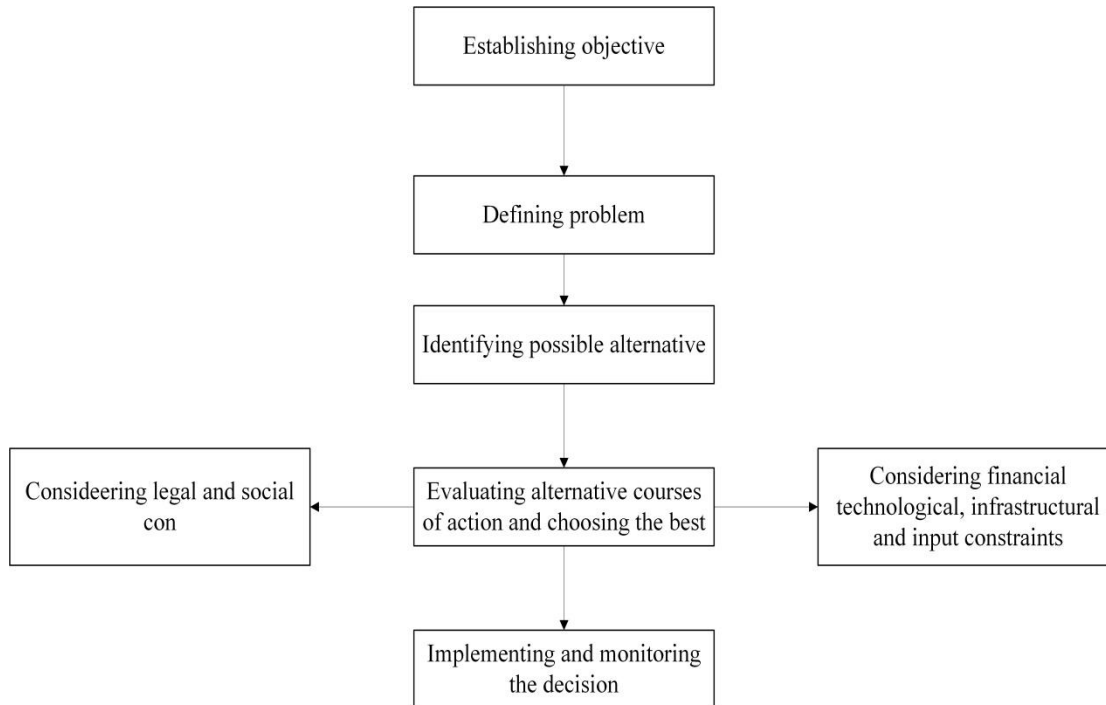 Establishing objective
Defining problem
Identifying possible alternative
Consideering legal and social
con
Evaluating alternative courses
of action and choosing the best
Considering financial
technological, infrastructural
and input constraints
Implementing and monitoring
the decision